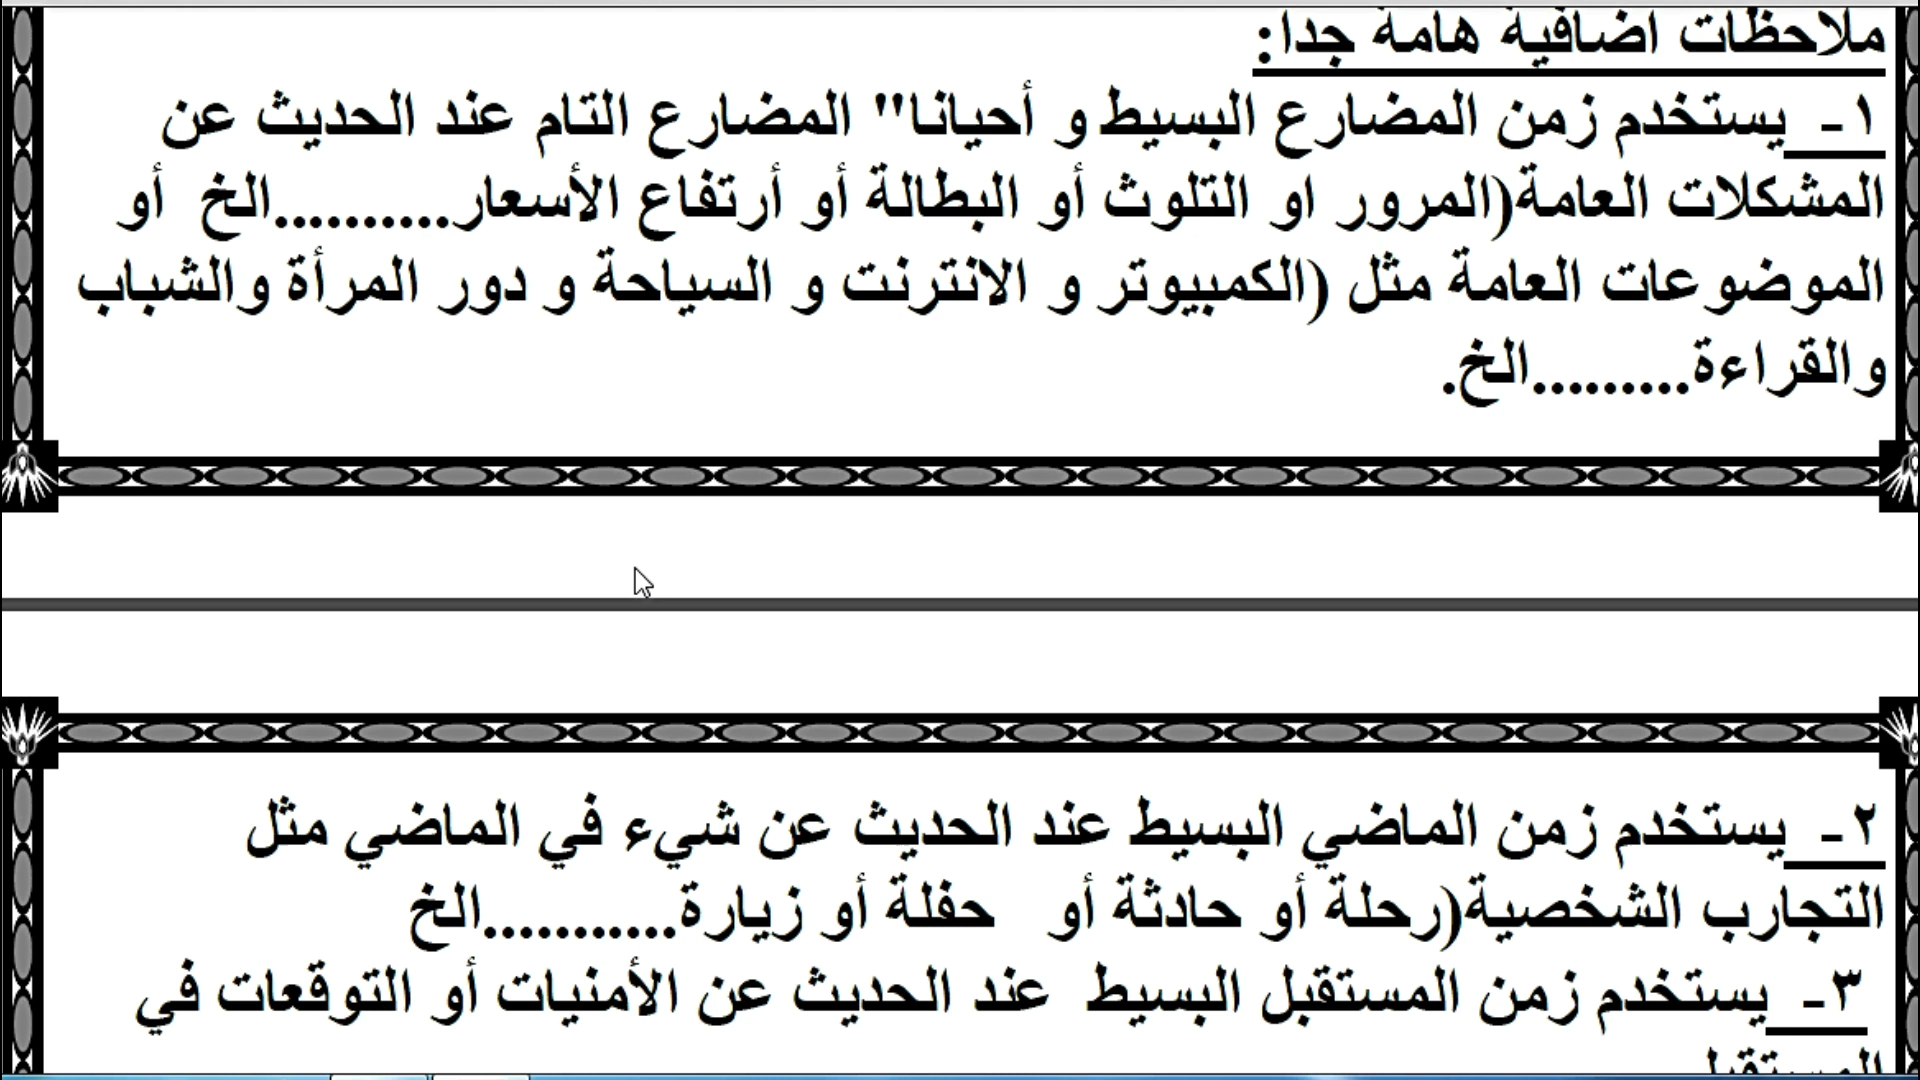 ملاحظات اضافية هامة جدا:
١- يستخدم زمن المضارع البسيط و أحيانا" المضارع التام عند الحديث عن
المشكلات العامة(المرور او التلوث أو البطالة أو أرتفاع الأسعار..........الخ أو
الموضوعات العامة مثل (الكمبيوتر و الانترنت و السياحة و دور المرأة والشباب
والقراءة.........الخ.
٢- يستخدم زمن الماضي البسيط عند الحديث عن شيء في الماضي مثل
التجارب الشخصية(رحلة أو حادثة أو حفلة أو زيارة...........الخ
٣- يستخدم زمن المستقبل البسيط عند الحديث عن الأمنيات أو التوقعات في
المستقبل